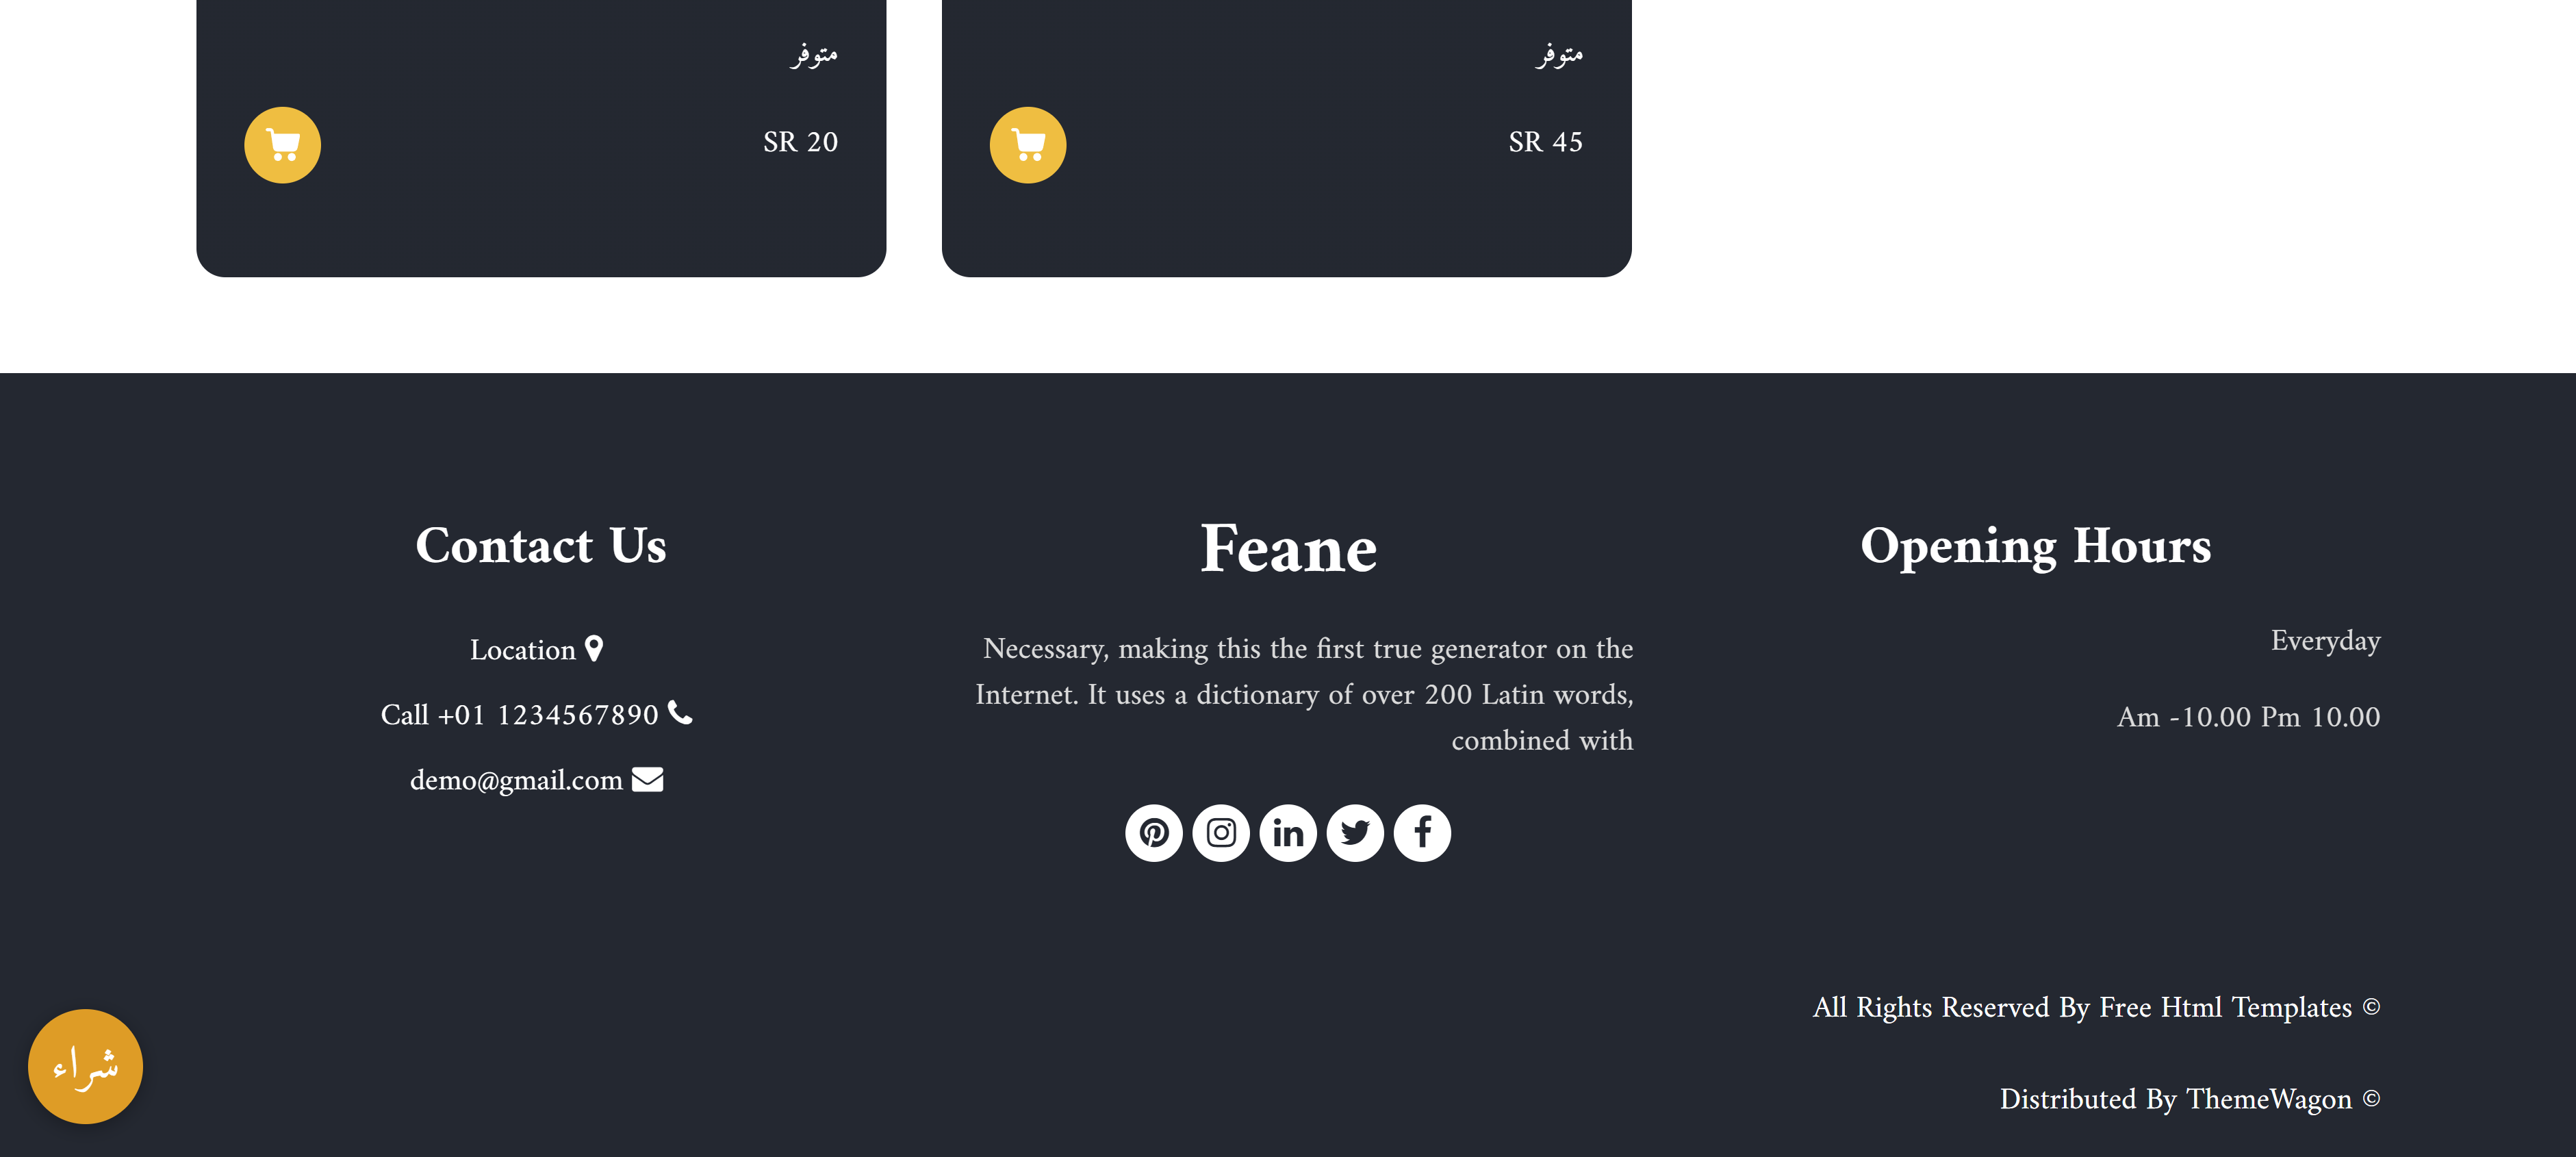 متوفر
SR 45
متوفر
SR 20
Opening Hours
Everyday
Am -10.00 Pm 10.00
Feane
Necessary, making this the first true generator on the
Internet. It uses a dictionary of over 200 Latin words,
combined with
Contact Us
Location
Call +01 1234567890
demo@gmail.com
All Rights Reserved By Free Html Templates ©
Distributed By ThemeWagon ©
شراء